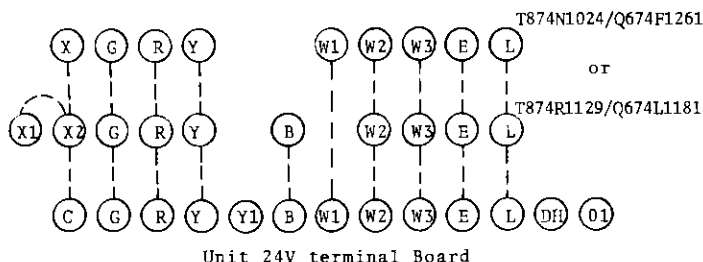 T874N1024/Q674F1261
X G R Y W1 W2 W3 E L
or
T874R1129/Q674L1181
X1 X2 G R Y B W2 W3 E L
C G R Y Y1 B W1 W2 W3 E L DH 01
Unit 24V terminal Board